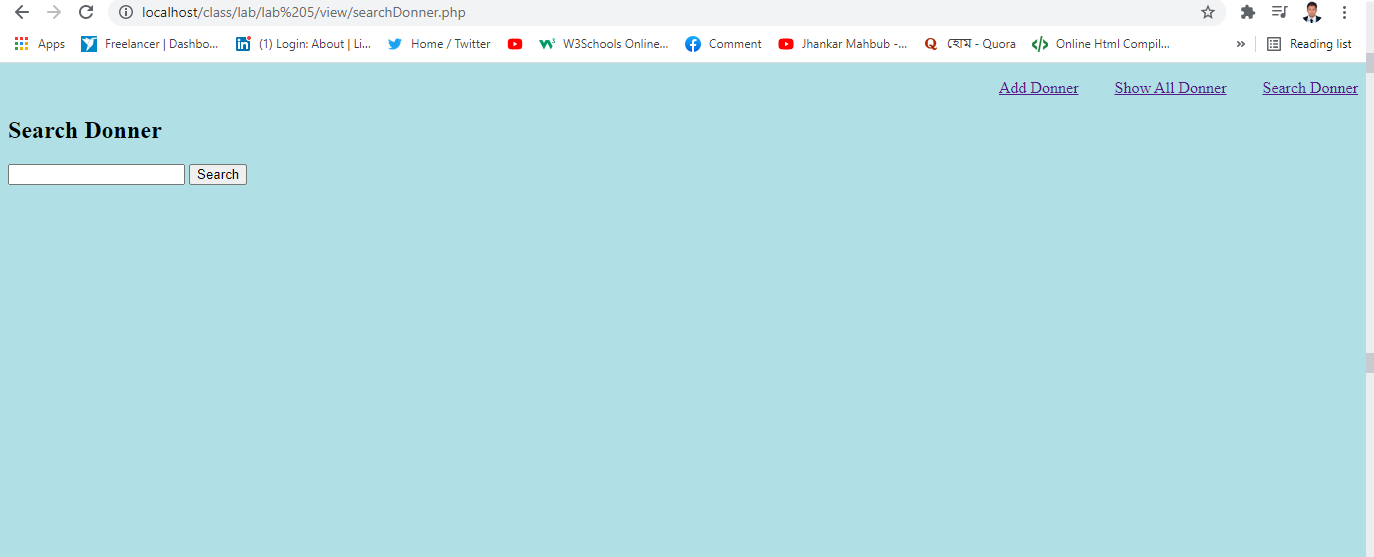 localhost/class/lab/lab%205/view/searchDonner.php
Apps Freelancer | Dashbo... (1) Login: About | Li... Home / Twitter W3Schools Online... Comment Jhankar Mahbub -... হোম - Quora Online Html Compil... » Reading list
Add Donner Show All Donner Search Donner
Search Donner
Search